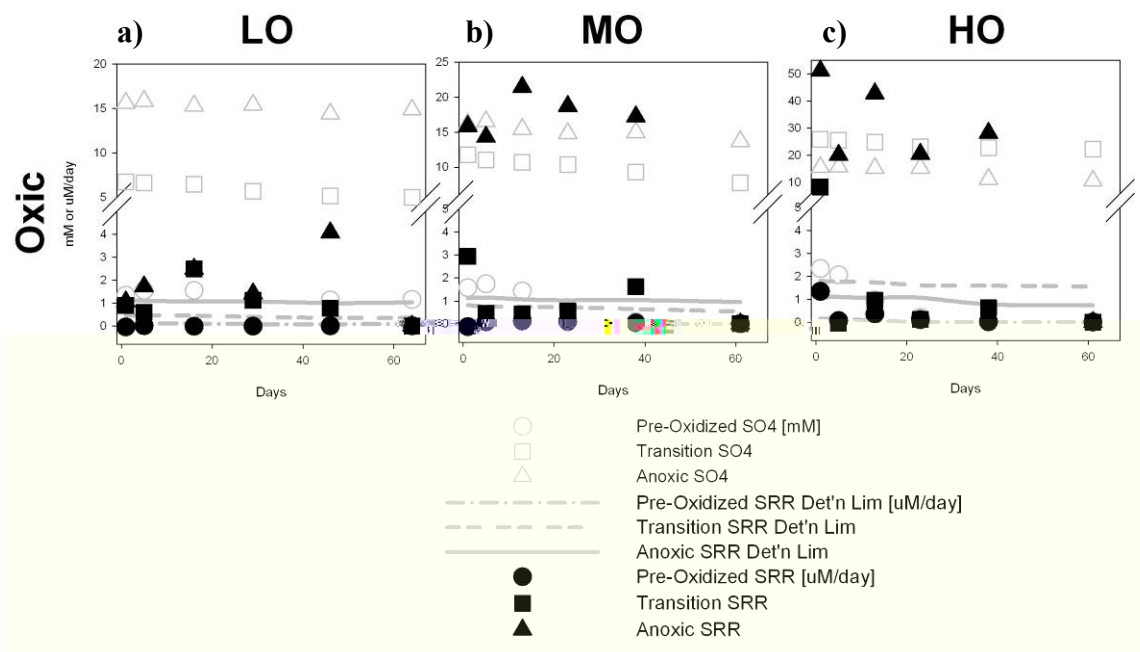 a) LO b) MO c) HO
Oxic
mM or uM/day
20
15
10
5
4
3
2
1
0
0 20 40 60
Days
25
20
15
10
5
4
3
2
1
0
0 20 40 60
Days
50
40
30
20
10
5
4
3
2
1
0
0 20 40 60
Days
Pre-Oxidized SO4 [mM]
Transition SO4
Anoxic SO4
Pre-Oxidized SRR Det'n Lim [uM/day]
Transition SRR Det'n Lim
Anoxic SRR Det'n Lim
Pre-Oxidized SRR [uM/day]
Transition SRR
Anoxic SRR